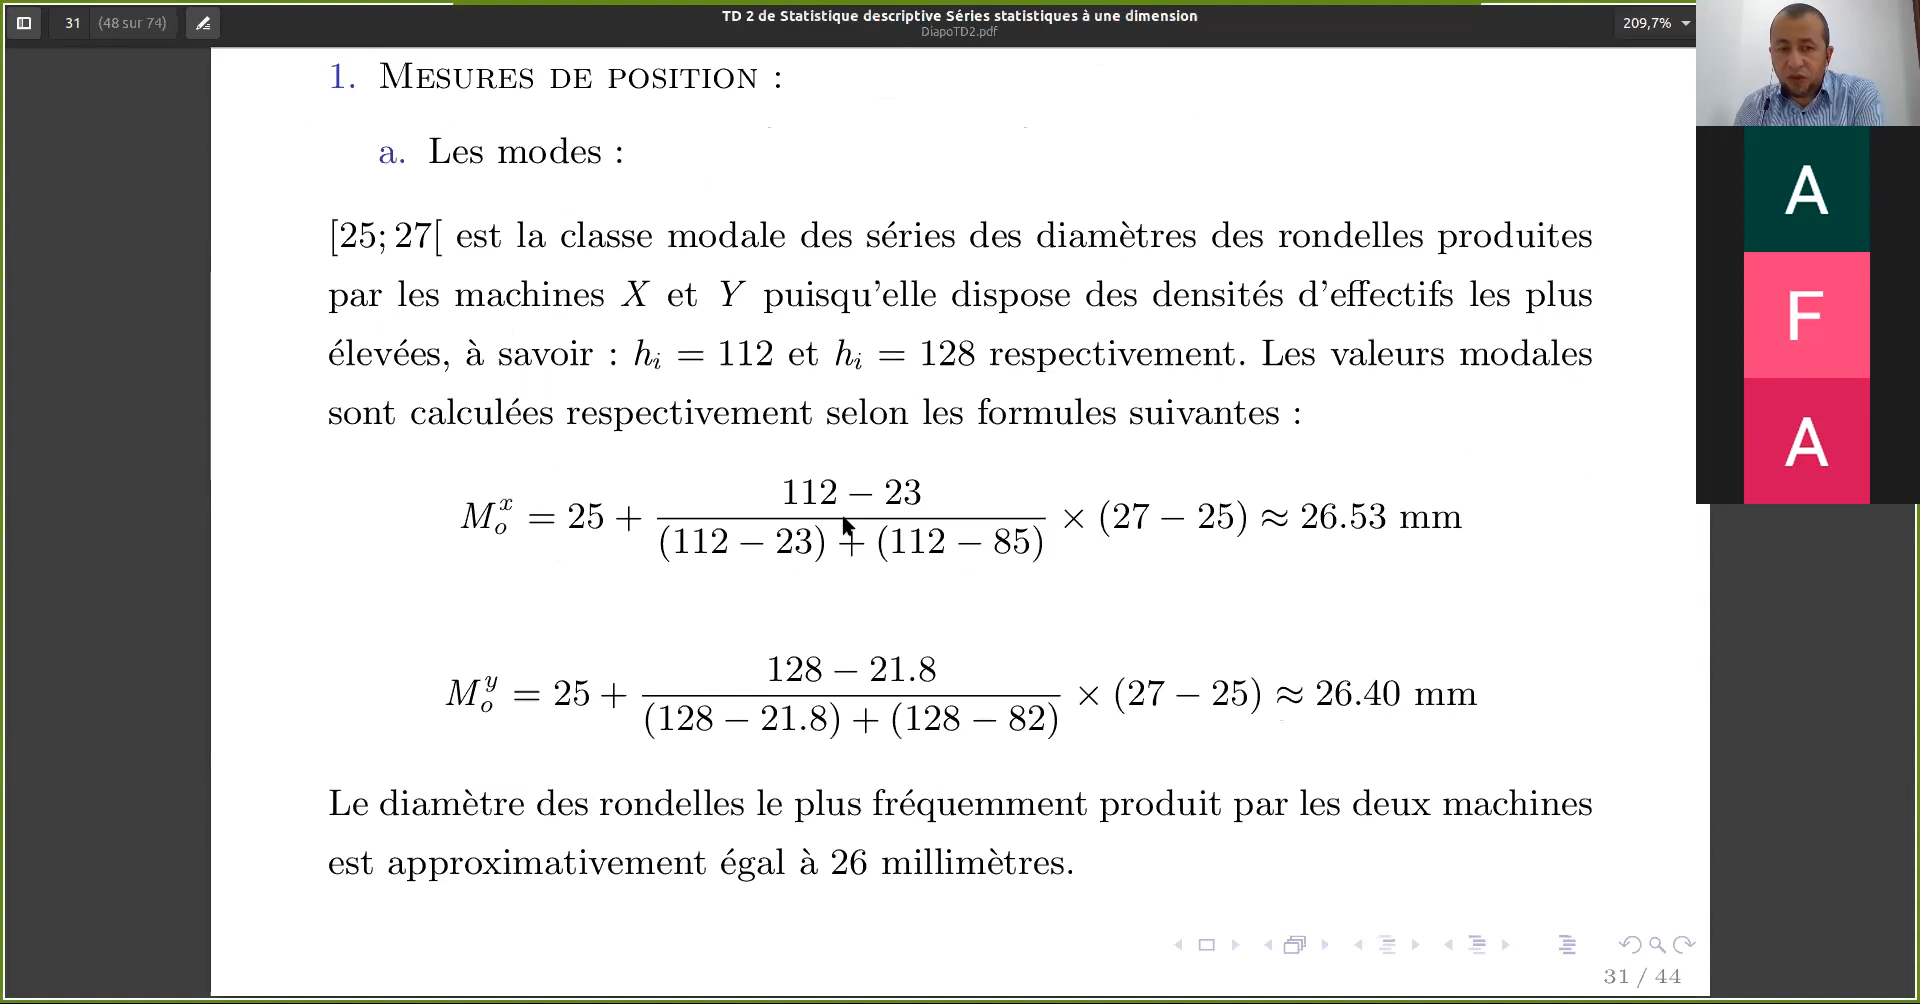 31 (48 sur 74)
TD 2 de Statistique descriptive Séries statistiques à une dimension
DiapoTD2.pdf
209,7%
1. MESURES DE POSITION :
a. Les modes :
[25; 27[ est la classe modale des séries des diamètres des rondelles produites
par les machines X et Y puisqu'elle dispose des densités d'effectifs les plus
élevées, à savoir : h_i = 112 et h_i = 128 respectivement. Les valeurs modales
sont calculées respectivement selon les formules suivantes :
M_o^x = 25 + \frac{112 − 23}{(112 − 23) + (112 − 85)} × (27 − 25) ≈ 26.53 mm
M_o^y = 25 + \frac{128 − 21.8}{(128 − 21.8) + (128 − 82)} × (27 − 25) ≈ 26.40 mm
Le diamètre des rondelles le plus fréquemment produit par les deux machines
est approximativement égal à 26 millimètres.
31 / 44
A
F
A